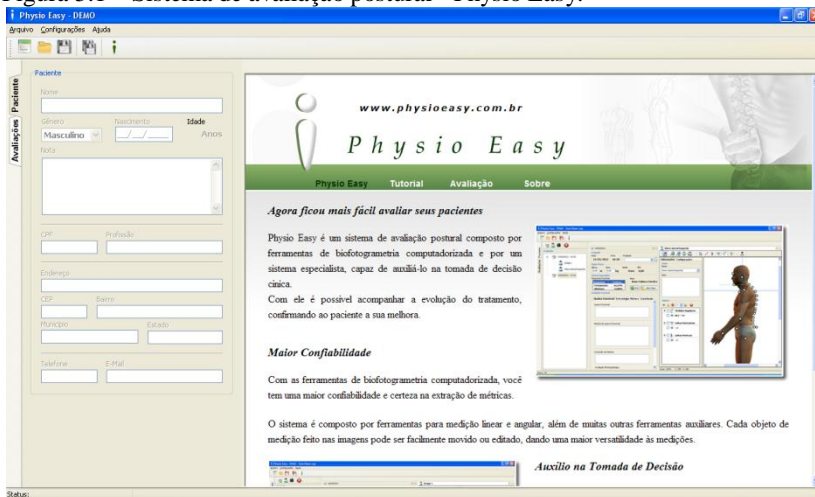 Figura 3.1 – Sistema de avaliação postural - Physio Easy.
Physio Easy - DEMO
Arquivo Configurações Ajuda
Paciente
Avaliações
Paciente
Nome
Gênero Nascimento Idade
Masculino __/__/____ Anos
Nota
CPF Profissão
Endereço
CEP Bairro
Município Estado
Telefone E-Mail
Status:
www.physioeasy.com.br
Physio Easy
Physio Easy Tutorial Avaliação Sobre
Agora ficou mais fácil avaliar seus pacientes
Physio Easy é um sistema de avaliação postural composto por
ferramentas de biofotogrametria computadorizada e por um
sistema especialista, capaz de auxiliá-lo na tomada de decisão
cínica.
Com ele é possível acompanhar a evolução do tratamento,
confirmando ao paciente a sua melhora.
Maior Confiabilidade
Com as ferramentas de biofotogrametria computadorizada, você
tem uma maior confiabilidade e certeza na extração de métricas.
O sistema é composto por ferramentas para medição linear e angular, além de muitas outras ferramentas auxiliares. Cada objeto de
medição feito nas imagens pode ser facilmente movido ou editado, dando uma maior versatilidade às medições.
Auxílio na Tomada de Decisão